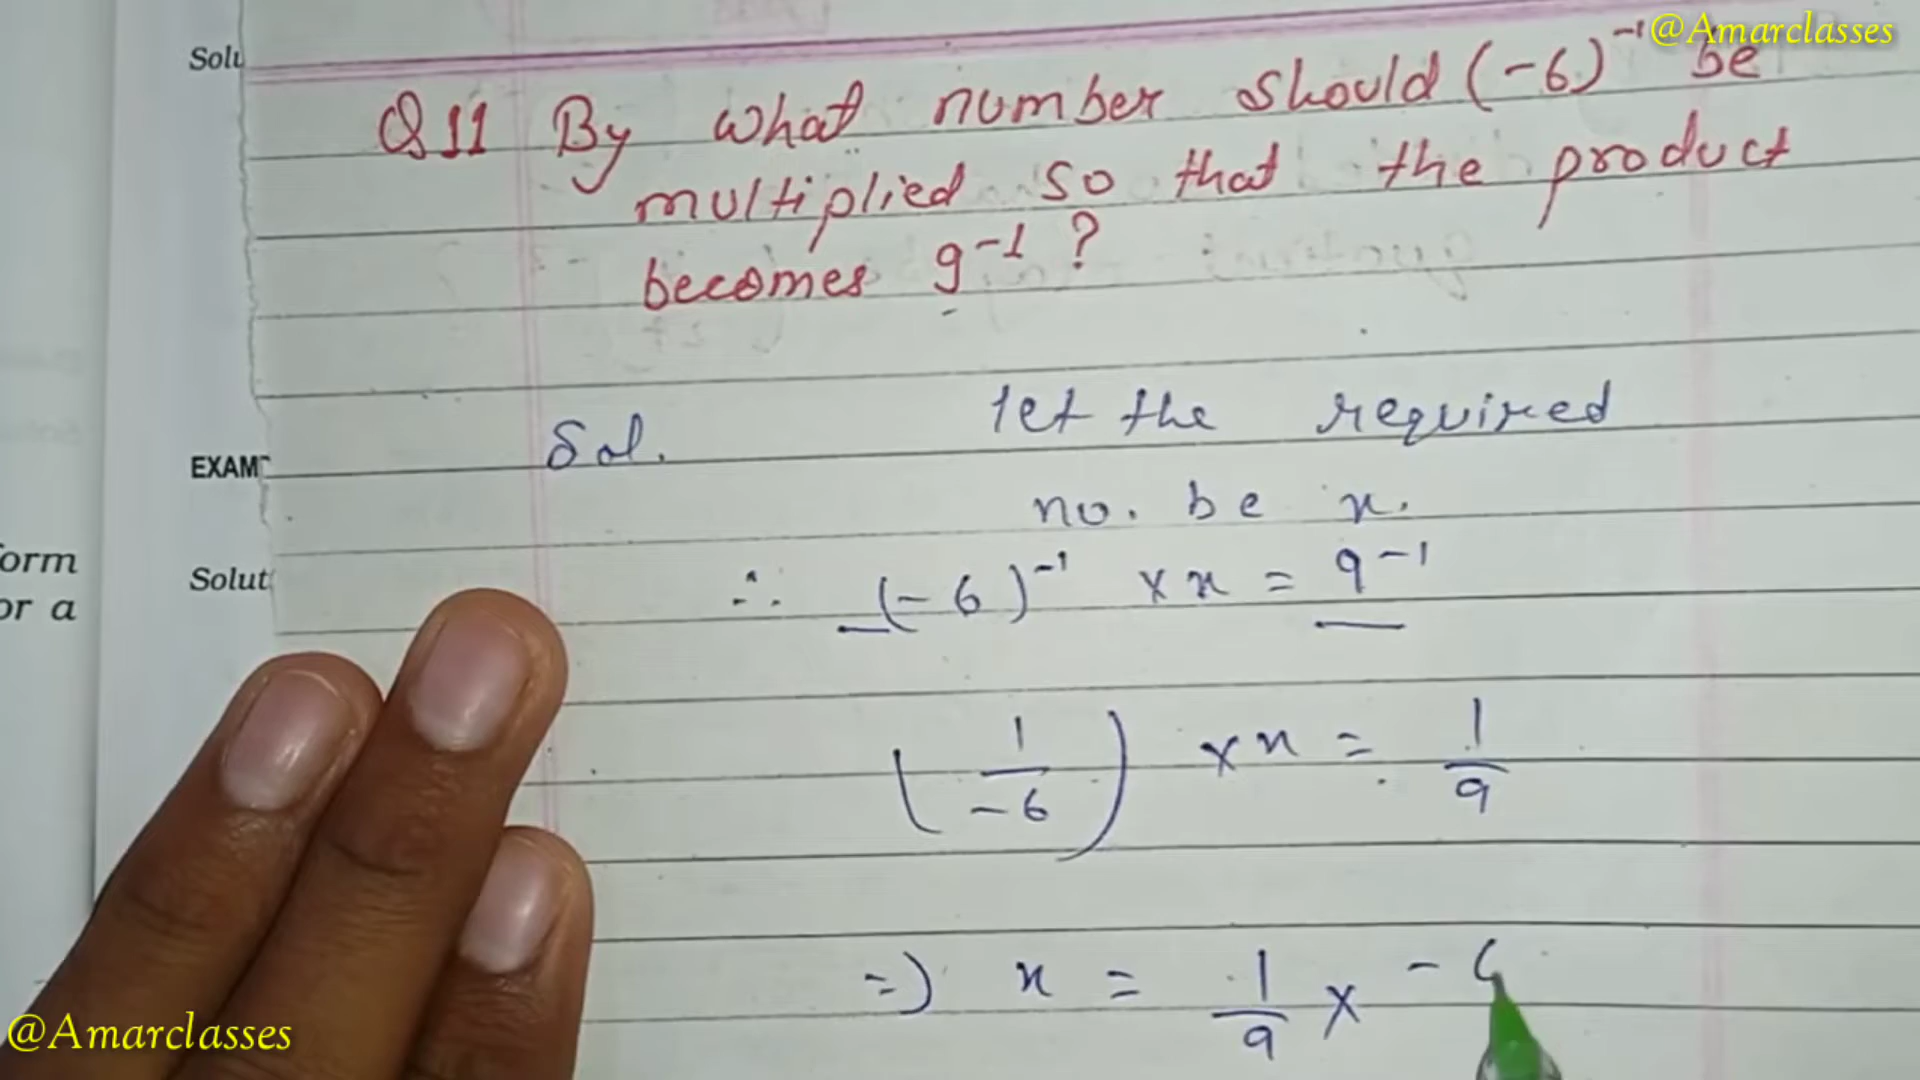 @Amarclasses
Solu
Q11 By what number should (-6)⁻¹ be
multiplied so that the product
becomes 9⁻¹ ?
Sol. let the required
no. be x.
EXAM
form
or a
Solut
∴ (-6)⁻¹ × x = 9⁻¹
(1/-6) × x = 1/9
=) x = 1/9 × -
@Amarclasses